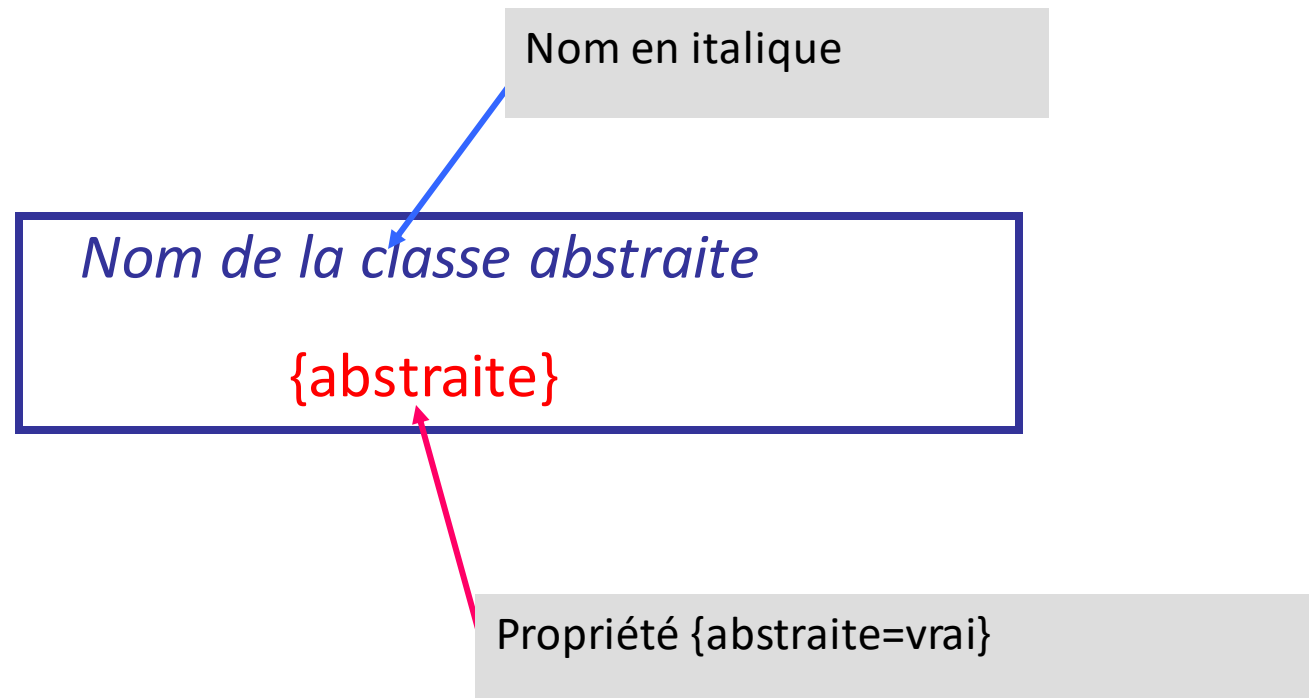 Nom en italique
Nom de la classe abstraite
{abstraite}
Propriété {abstraite=vrai}